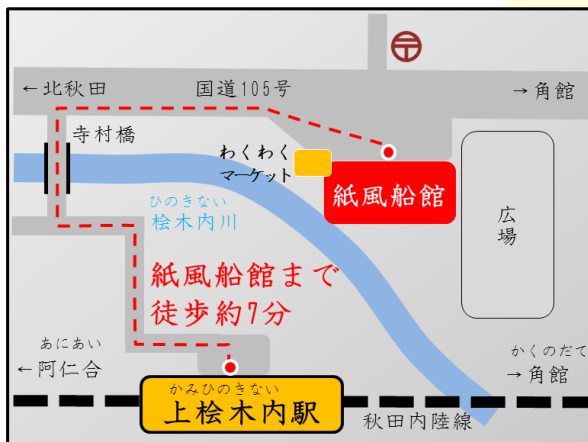 ←北秋田
国道105号
→角館
寺村橋
わくわく
マーケット
紙風船館
広場
ひのきない
桧木内川
紙風船館まで
徒歩約7分
あにあい
←阿仁合
かくのだて
→角館
かみひのきない
上桧木内駅
秋田内陸線